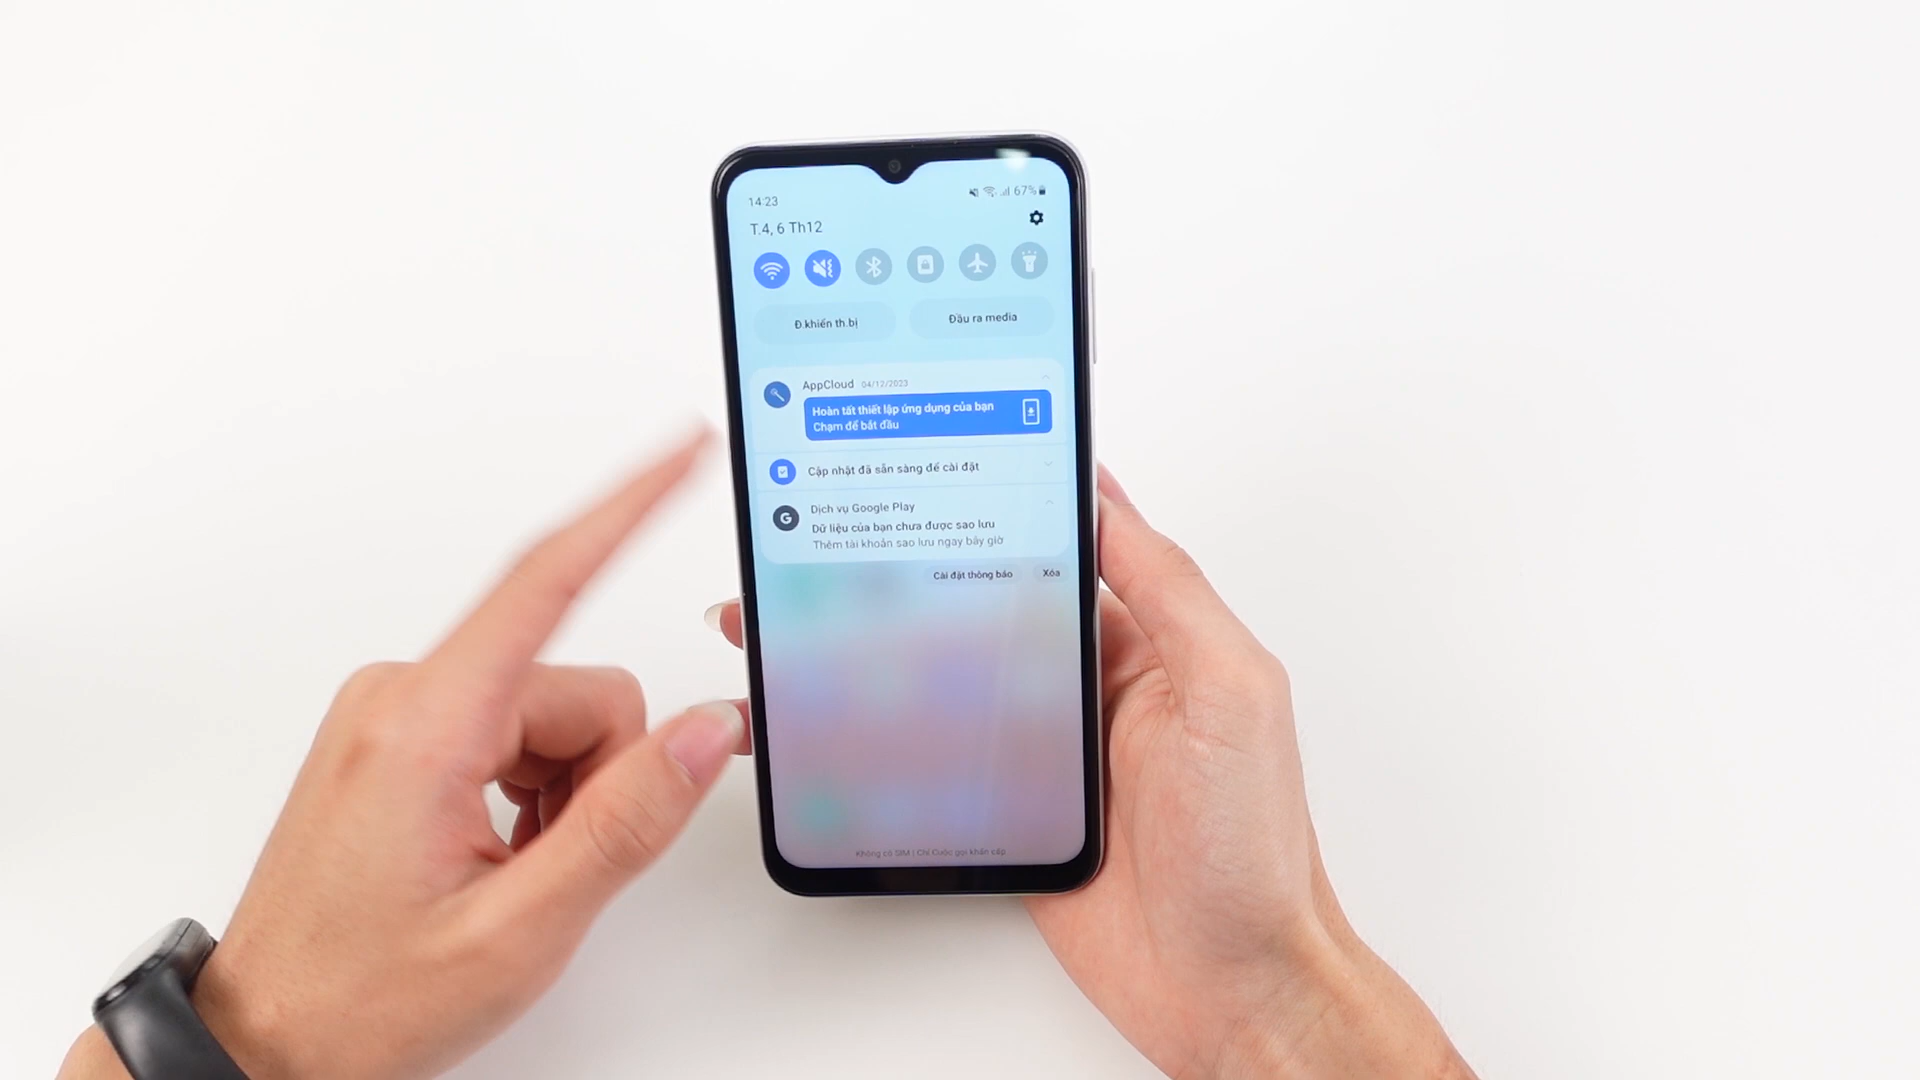 14:23
67%
T.4, 6 Th12
Đ.khiển th.bị
Đầu ra media
AppCloud 04/12/2023
Hoàn tất thiết lập ứng dụng của bạn
Chạm để bắt đầu
Cập nhật đã sẵn sàng để cài đặt
G
Dịch vụ Google Play
Dữ liệu của bạn chưa được sao lưu
Thêm tài khoản sao lưu ngay bây giờ
Cài đặt thông báo
Xóa
Không có SIM | Chỉ Cuộc gọi khẩn cấp